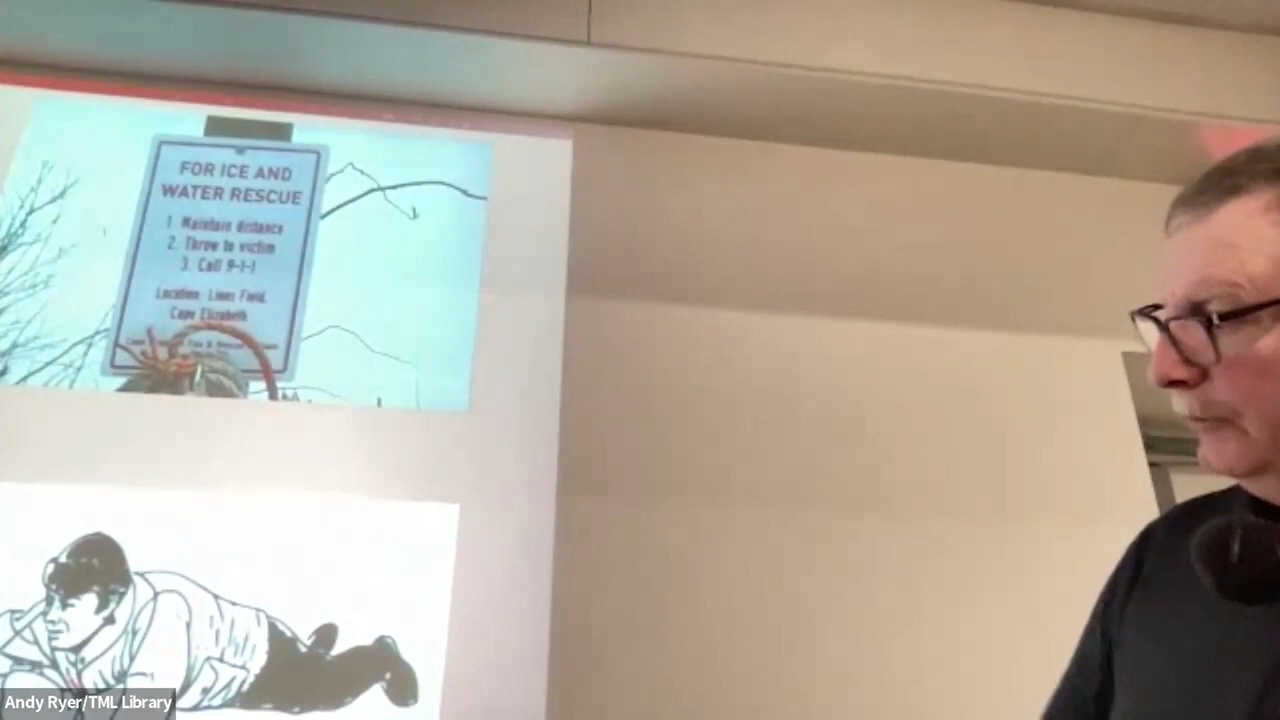 FOR ICE AND
WATER RESCUE
1. Maintain distance
2. Throw to victim
3. Call 9-1-1
Location: Lions Field,
Cape Elizabeth
Andy Ryer/TML Library